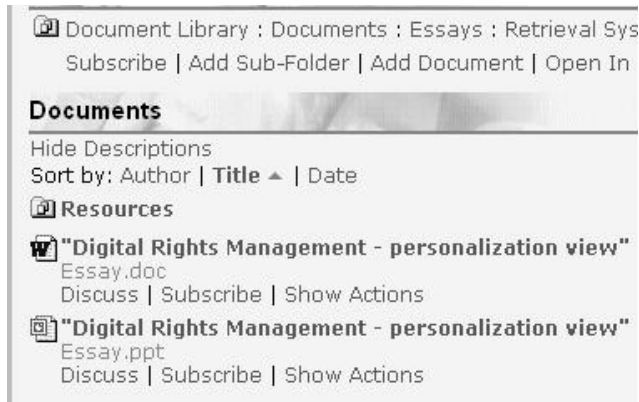 Document Library : Documents : Essays : Retrieval Sys
Subscribe | Add Sub-Folder | Add Document | Open In
Documents
Hide Descriptions
Sort by: Author | Title ▲ | Date
Resources
"Digital Rights Management - personalization view"
Essay.doc
Discuss | Subscribe | Show Actions
"Digital Rights Management - personalization view"
Essay.ppt
Discuss | Subscribe | Show Actions